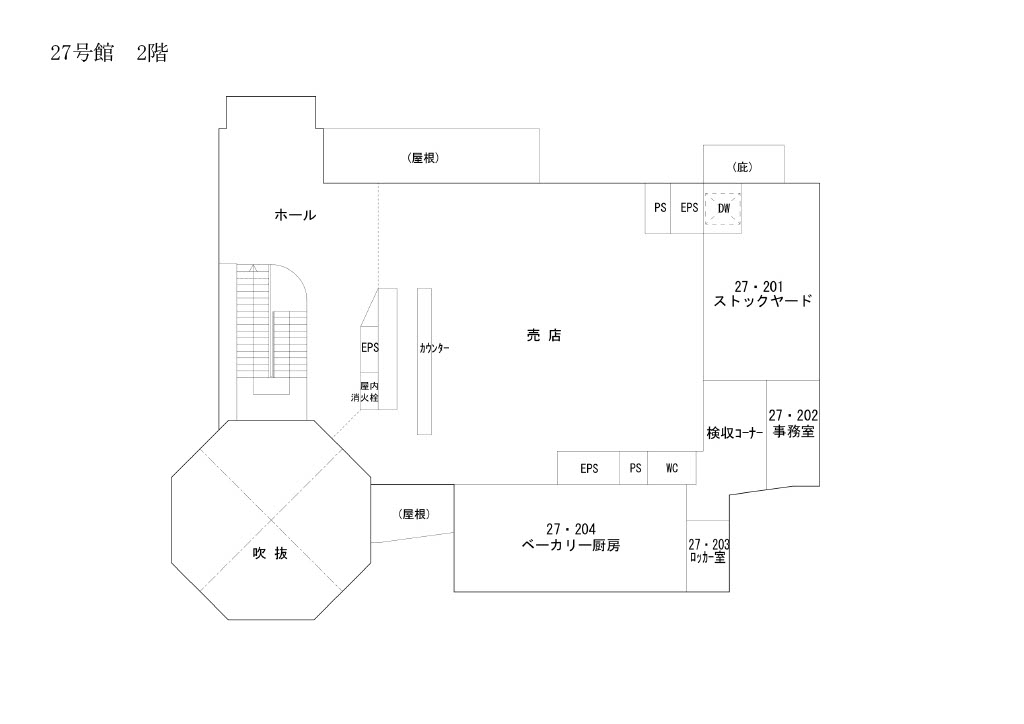 27号館　2階
(屋根)
(庇)
PS
EPS
DW
ホール
27・201
ストックヤード
売 店
EPS
ｶｳﾝﾀｰ
屋内
消火栓
27・202
事務室
検収ｺｰﾅｰ
EPS
PS
WC
(屋根)
27・204
ベーカリー厨房
27・203
ﾛｯｶｰ室
吹 抜